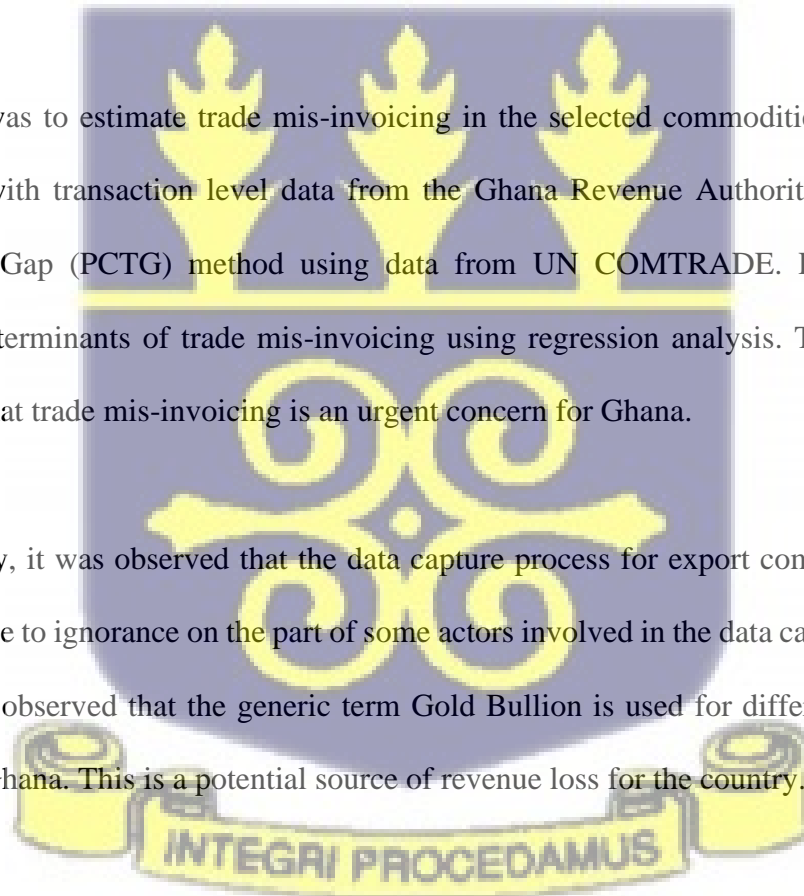 was to estimate trade mis-invoicing in the selected commoditi
with transaction level data from the Ghana Revenue Authorit
Gap (PCTG) method using data from UN COMTRADE.
terminants of trade mis-invoicing using regression analysis. T
at trade mis-invoicing is an urgent concern for Ghana.
y, it was observed that the data capture process for export con
e to ignorance on the part of some actors involved in the data ca
observed that the generic term Gold Bullion is used for differ
hana. This is a potential source of revenue loss for the country.
INTEGRI PROCEDAMUS